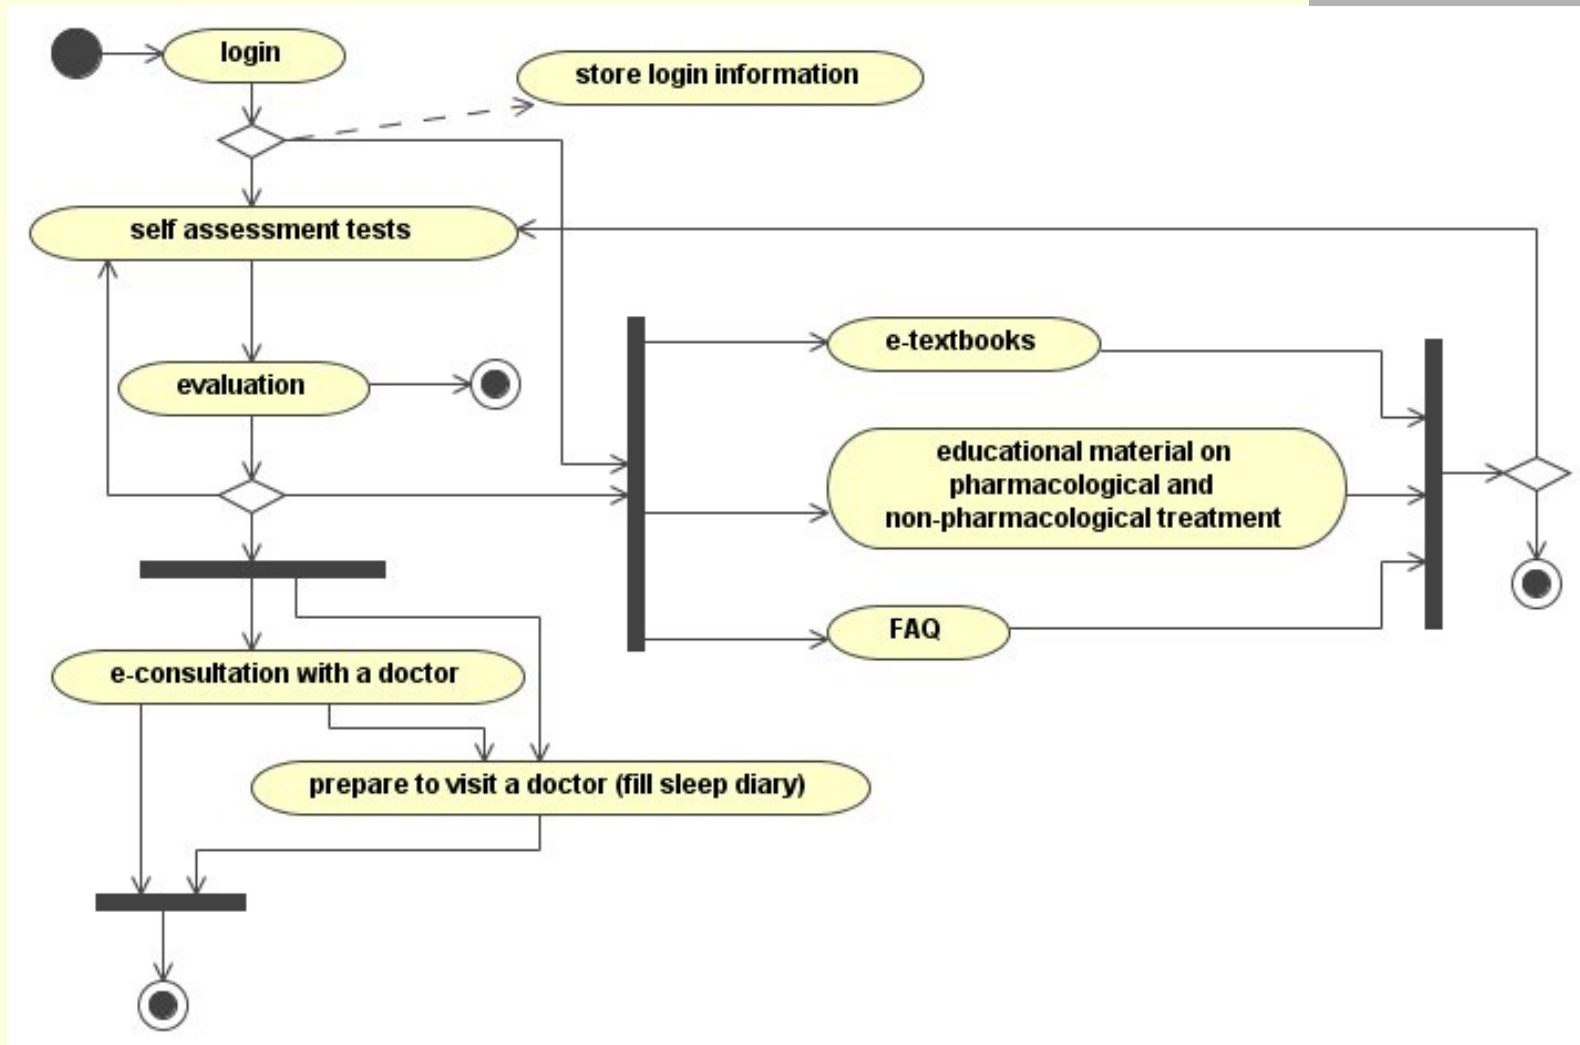 login
store login information
self assessment tests
e-textbooks
evaluation
educational material on
pharmacological and
non-pharmacological treatment
FAQ
e-consultation with a doctor
prepare to visit a doctor (fill sleep diary)